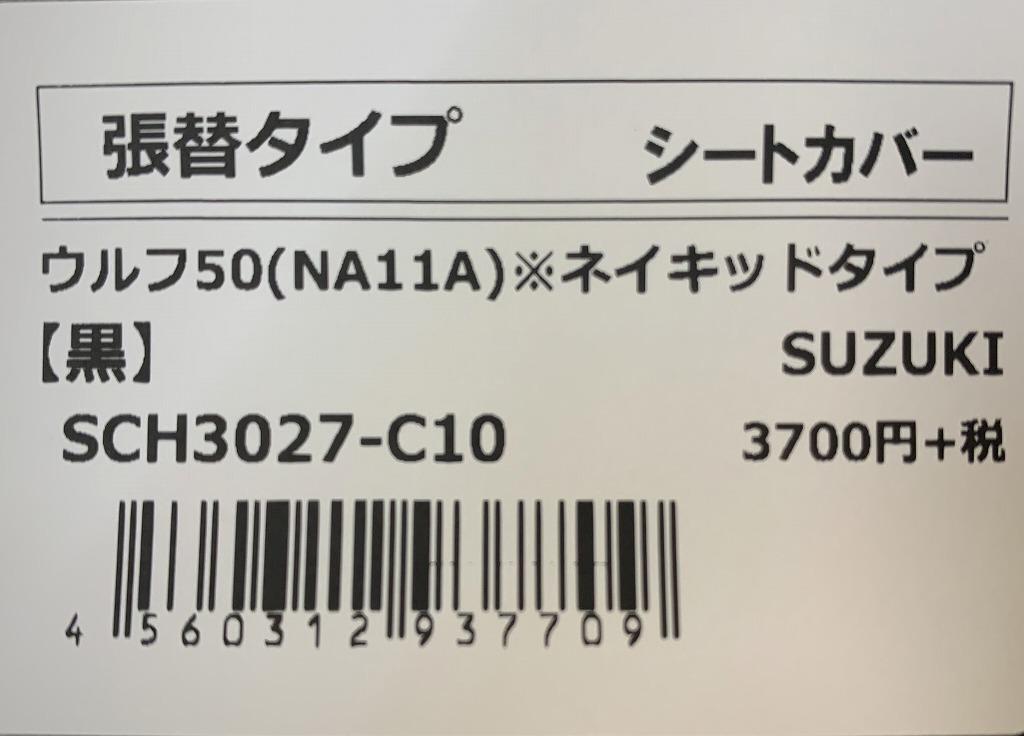 張替タイプ シートカバー
ウルフ50(NA11A)※ネイキッドタイプ
【黒】 SUZUKI
SCH3027-C10 3700円+税
4 560312 937709